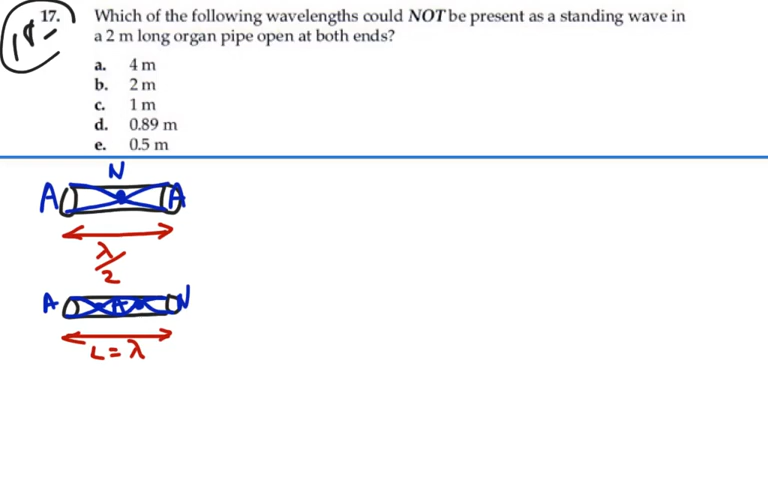 18
17. Which of the following wavelengths could NOT be present as a standing wave in
a 2 m long organ pipe open at both ends?
a. 4 m
b. 2 m
c. 1 m
d. 0.89 m
e. 0.5 m
N
A A
λ/2
A A N
L = λ